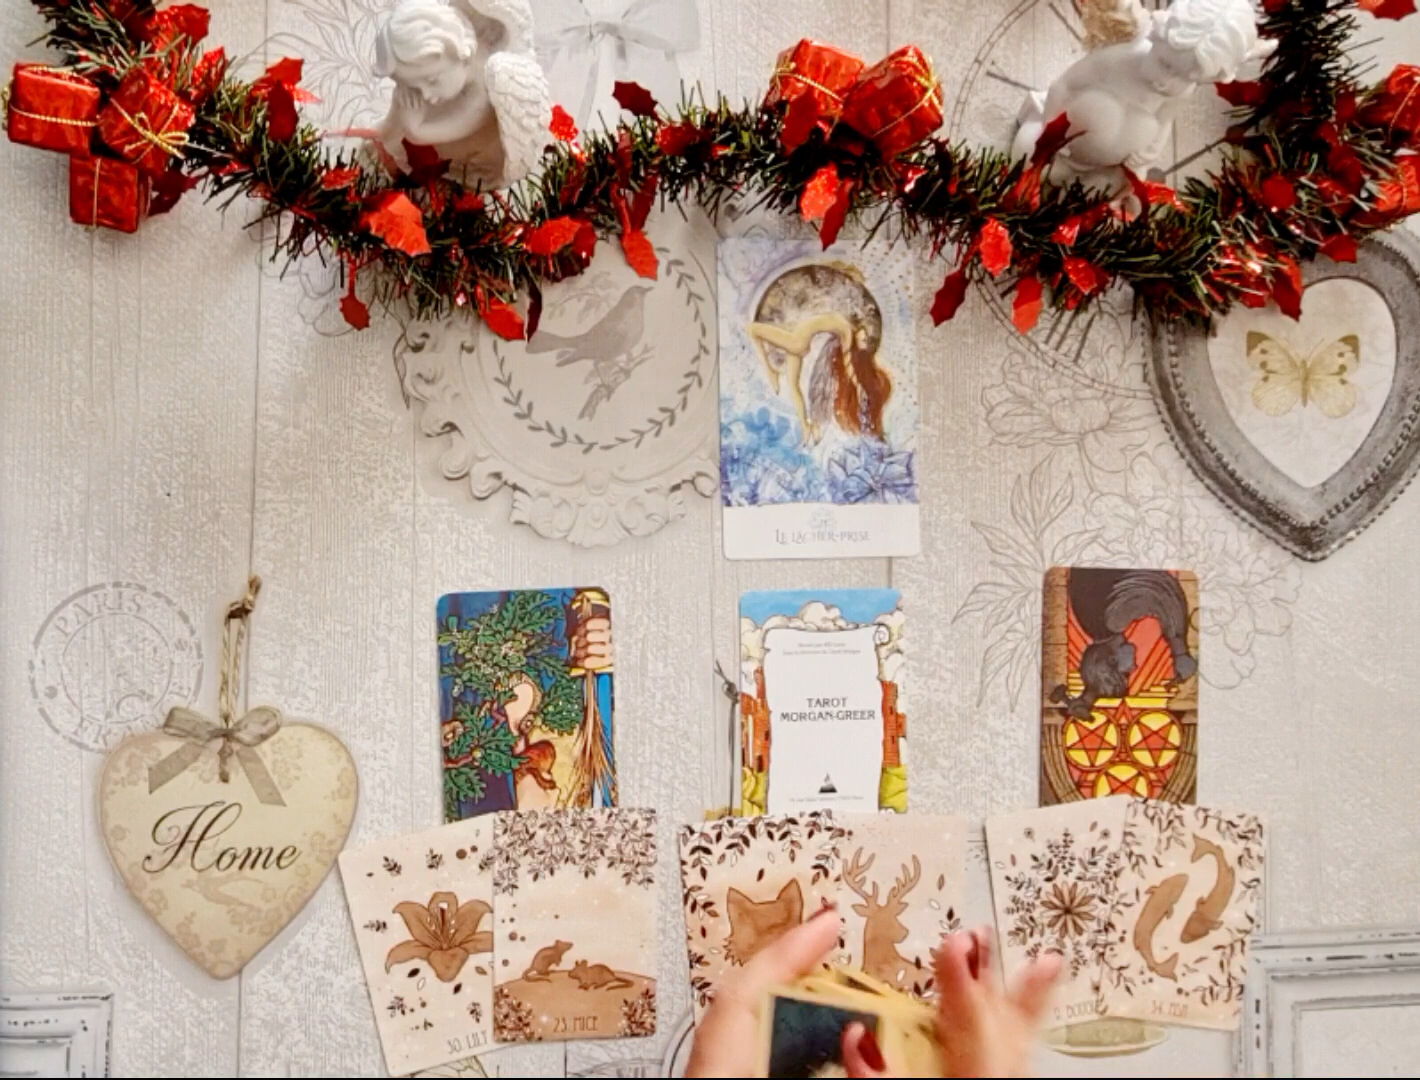 LE LÂCHER-PRISE
PARIS
TAROT
MORGAN-GREER
Home
30. LILY
23. MICE
34. FISH